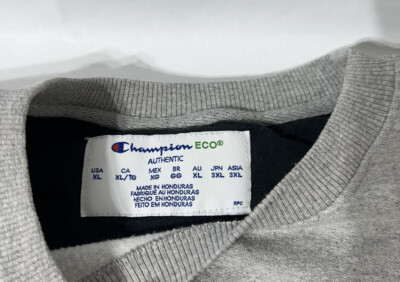 Champion ECO®
AUTHENTIC
USA CA MEX BR AU JPN ASIA
XL XL/TG XG GG XL 3XL 3XL
MADE IN HONDURAS
FABRIQUÉ AU HONDURAS
HECHO EN HONDURAS
FEITO EM HONDURAS
RPC